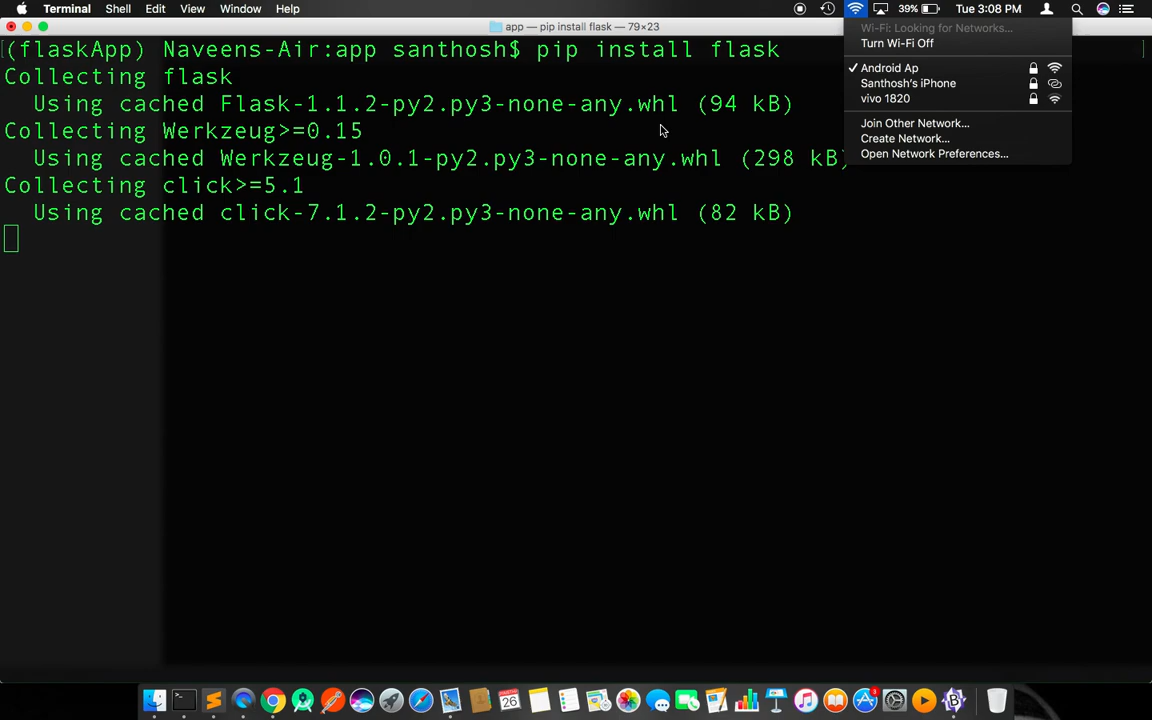 Terminal Shell Edit View Window Help 39% Tue 3:08 PM
app — pip install flask — 79×23
Wi-Fi: Looking for Networks...
Turn Wi-Fi Off
Android Ap
Santhosh's iPhone
vivo 1820
Join Other Network...
Create Network...
Open Network Preferences...
(flaskApp) Naveens-Air:app santhosh$ pip install flask
Collecting flask
Using cached Flask-1.1.2-py2.py3-none-any.whl (94 kB)
Collecting Werkzeug>=0.15
Using cached Werkzeug-1.0.1-py2.py3-none-any.whl (298 kB)
Collecting click>=5.1
Using cached click-7.1.2-py2.py3-none-any.whl (82 kB)
26
3